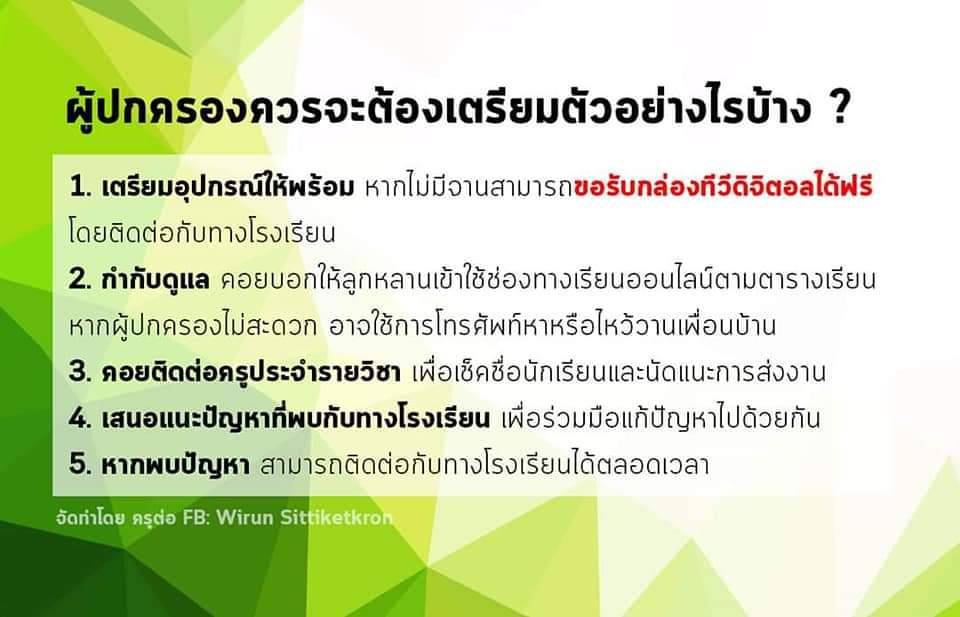 ผู้ปกครองควรจะต้องเตรียมตัวอย่างไรบ้าง ?
1. เตรียมอุปกรณ์ให้พร้อม หากไม่มีจานสามารถขอรับกล่องทีวีดิจิตอลได้ฟรี
โดยติดต่อกับทางโรงเรียน
2. กำกับดูแล คอยบอกให้ลูกหลานเข้าใช้ช่องทางเรียนออนไลน์ตามตารางเรียน
หากผู้ปกครองไม่สะดวก อาจใช้การโทรศัพท์หาหรือไหว้วานเพื่อนบ้าน
3. คอยติดต่อครูประจำรายวิชา เพื่อเช็คชื่อนักเรียนและนัดแนะการส่งงาน
4. เสนอแนะปัญหาที่พบกับทางโรงเรียน เพื่อร่วมมือแก้ปัญหาไปด้วยกัน
5. หากพบปัญหา สามารถติดต่อกับทางโรงเรียนได้ตลอดเวลา
จัดทำโดย ครูต่อ FB: Wirun Sittiketkron